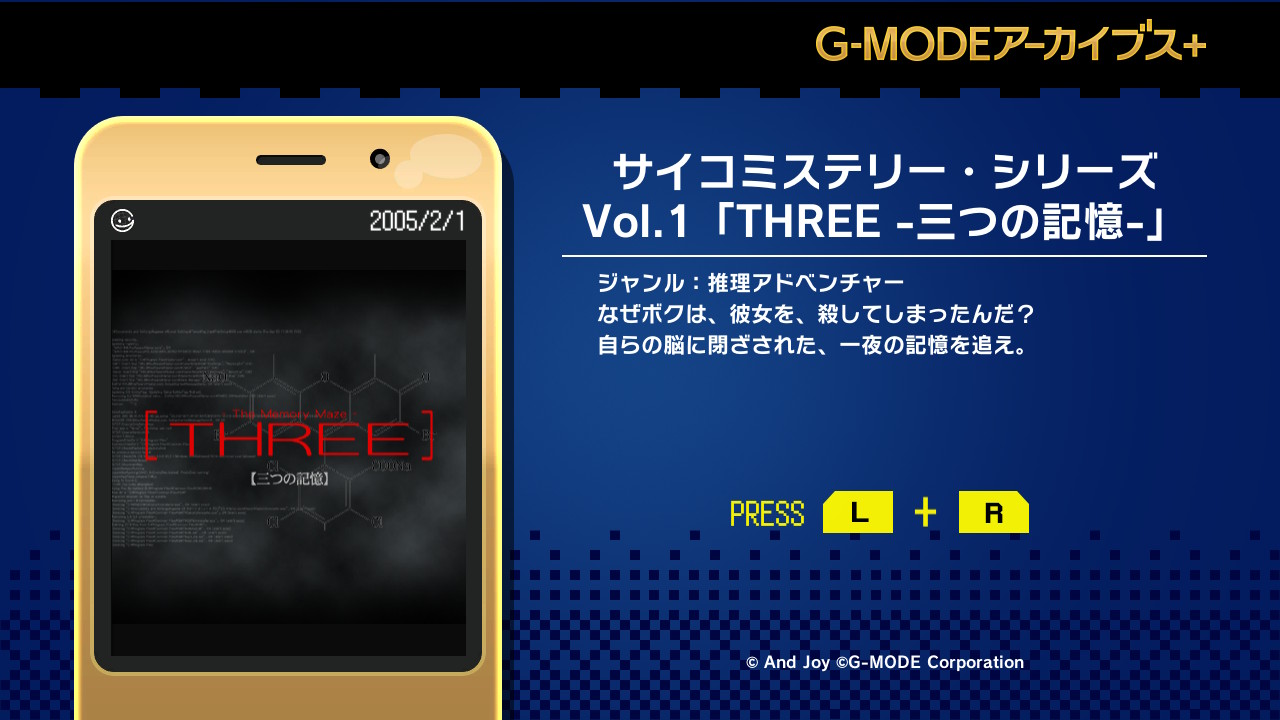 G-MODEアーカイブス+
2005/2/1
The Memory Maze
[THREE]
【三つの記憶】
サイコミステリー・シリーズ
Vol.1「THREE -三つの記憶-」
ジャンル：推理アドベンチャー
なぜボクは、彼女を、殺してしまったんだ？
自らの脳に閉ざされた、一夜の記憶を追え。
PRESS L + R
© And Joy ©G-MODE Corporation